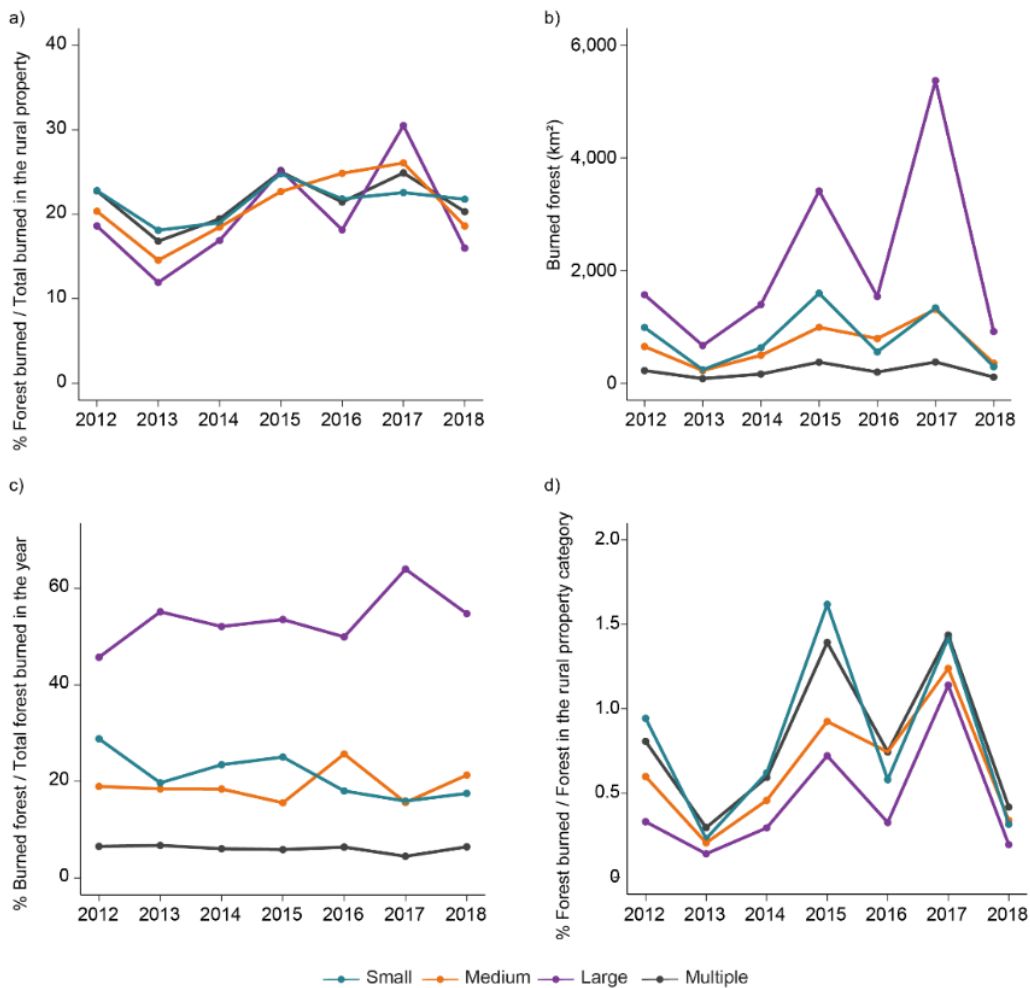 a)
% Forest burned / Total burned in the rural property
40
30
20
10
0
2012 2013 2014 2015 2016 2017 2018
b)
Burned forest (km²)
6,000
4,000
2,000
0
2012 2013 2014 2015 2016 2017 2018
c)
% Burned forest / Total forest burned in the year
60
40
20
0
2012 2013 2014 2015 2016 2017 2018
d)
% Forest burned / Forest in the rural prroperty category
2.0
1.5
1.0
0.5
0
2012 2013 2014 2015 2016 2017 2018
Small Medium Large Multiple